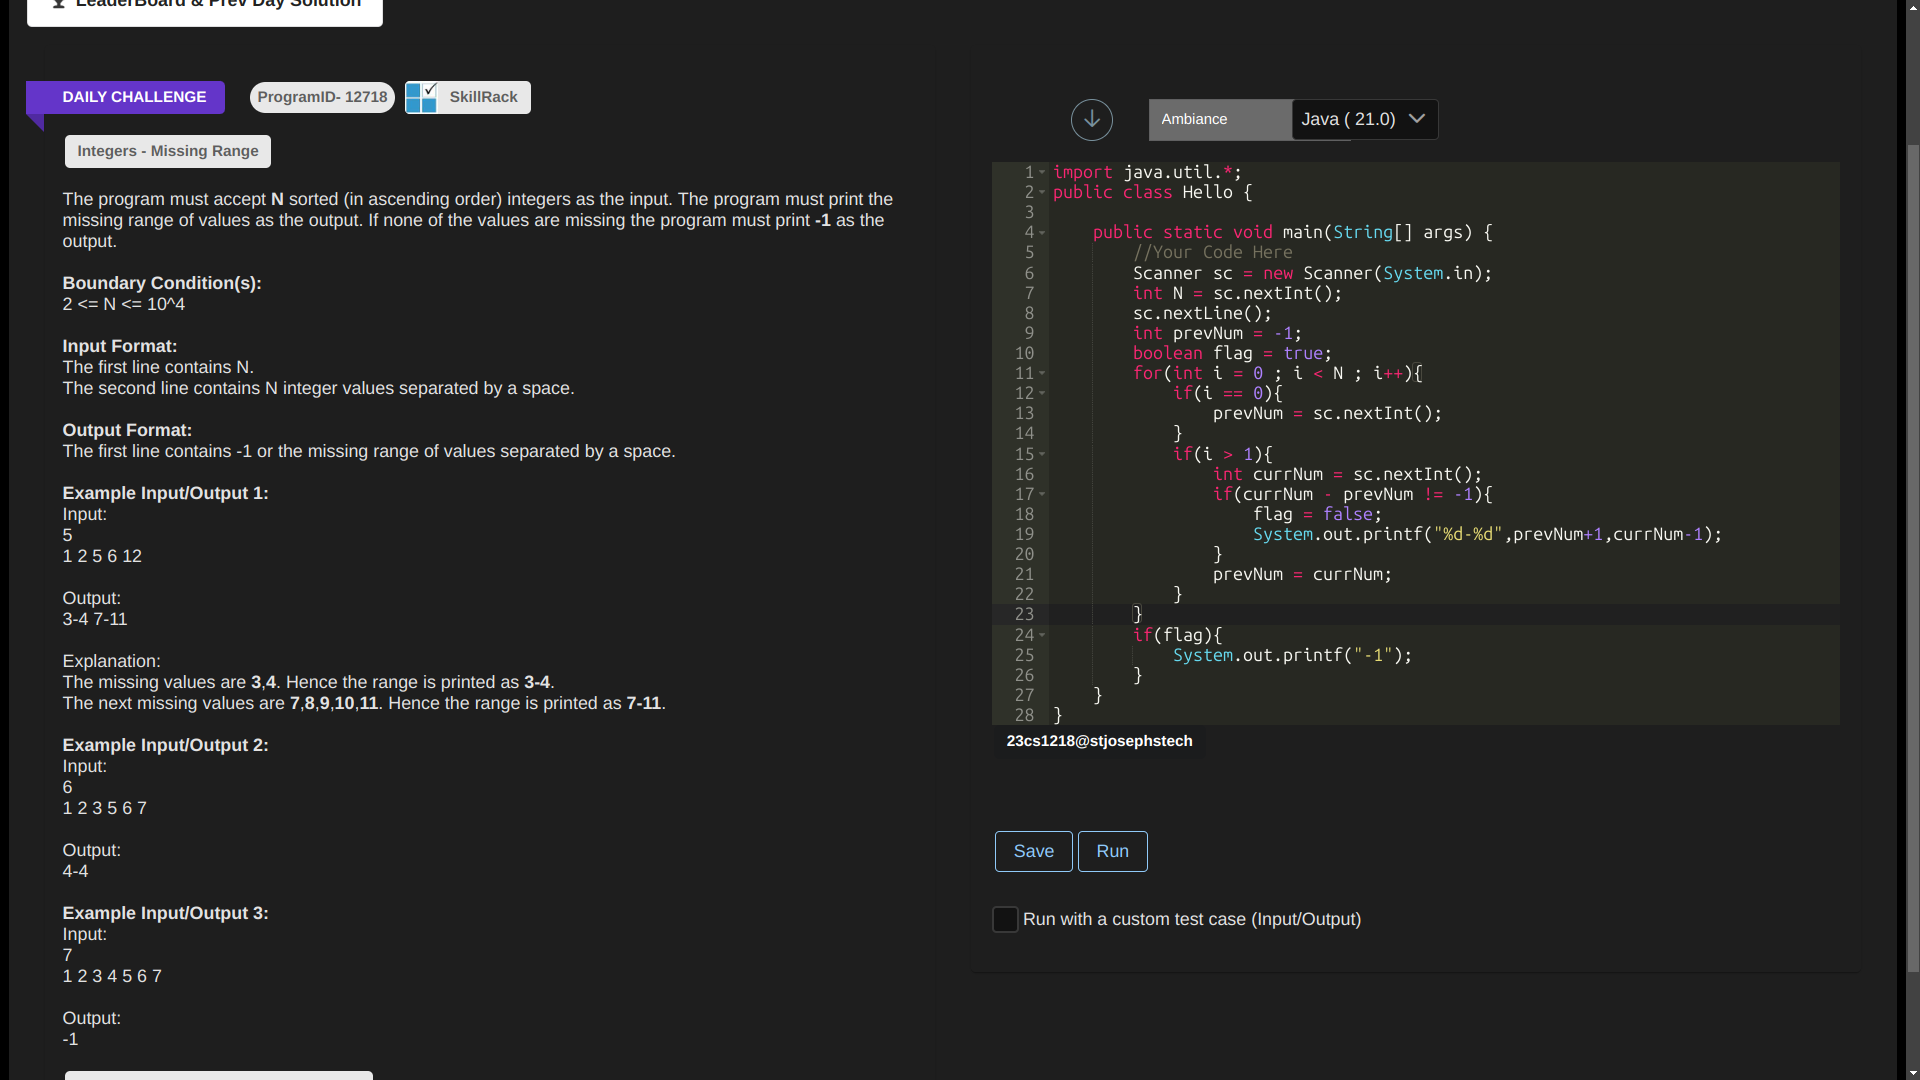 LeaderBoard & Prev Day Solution
DAILY CHALLENGE
ProgramID- 12718
SkillRack
Integers - Missing Range
The program must accept N sorted (in ascending order) integers as the input. The program must print the
missing range of values as the output. If none of the values are missing the program must print -1 as the
output.
Boundary Condition(s):
2 <= N <= 10^4
Input Format:
The first line contains N.
The second line contains N integer values separated by a space.
Output Format:
The first line contains -1 or the missing range of values separated by a space.
Example Input/Output 1:
Input:
5
1 2 5 6 12
Output:
3-4 7-11
Explanation:
The missing values are 3,4. Hence the range is printed as 3-4.
The next missing values are 7,8,9,10,11. Hence the range is printed as 7-11.
Example Input/Output 2:
Input:
6
1 2 3 5 6 7
Output:
4-4
Example Input/Output 3:
Input:
7
1 2 3 4 5 6 7
Output:
-1
Ambiance
Java ( 21.0)
1 import java.util.*;
2 public class Hello {
3
4     public static void main(String[] args) {
5         //Your Code Here
6         Scanner sc = new Scanner(System.in);
7         int N = sc.nextInt();
8         sc.nextLine();
9         int prevNum = -1;
10         boolean flag = true;
11         for(int i = 0 ; i < N ; i++){
12             if(i == 0){
13                 prevNum = sc.nextInt();
14             }
15             if(i > 1){
16                 int currNum = sc.nextInt();
17                 if(currNum - prevNum != -1){
18                     flag = false;
19                     System.out.printf("%d-%d",prevNum+1,currNum-1);
20                 }
21                 prevNum = currNum;
22             }
23         }
24         if(flag){
25             System.out.printf("-1");
26         }
27     }
28 }
23cs1218@stjosephstech
Save
Run
Run with a custom test case (Input/Output)